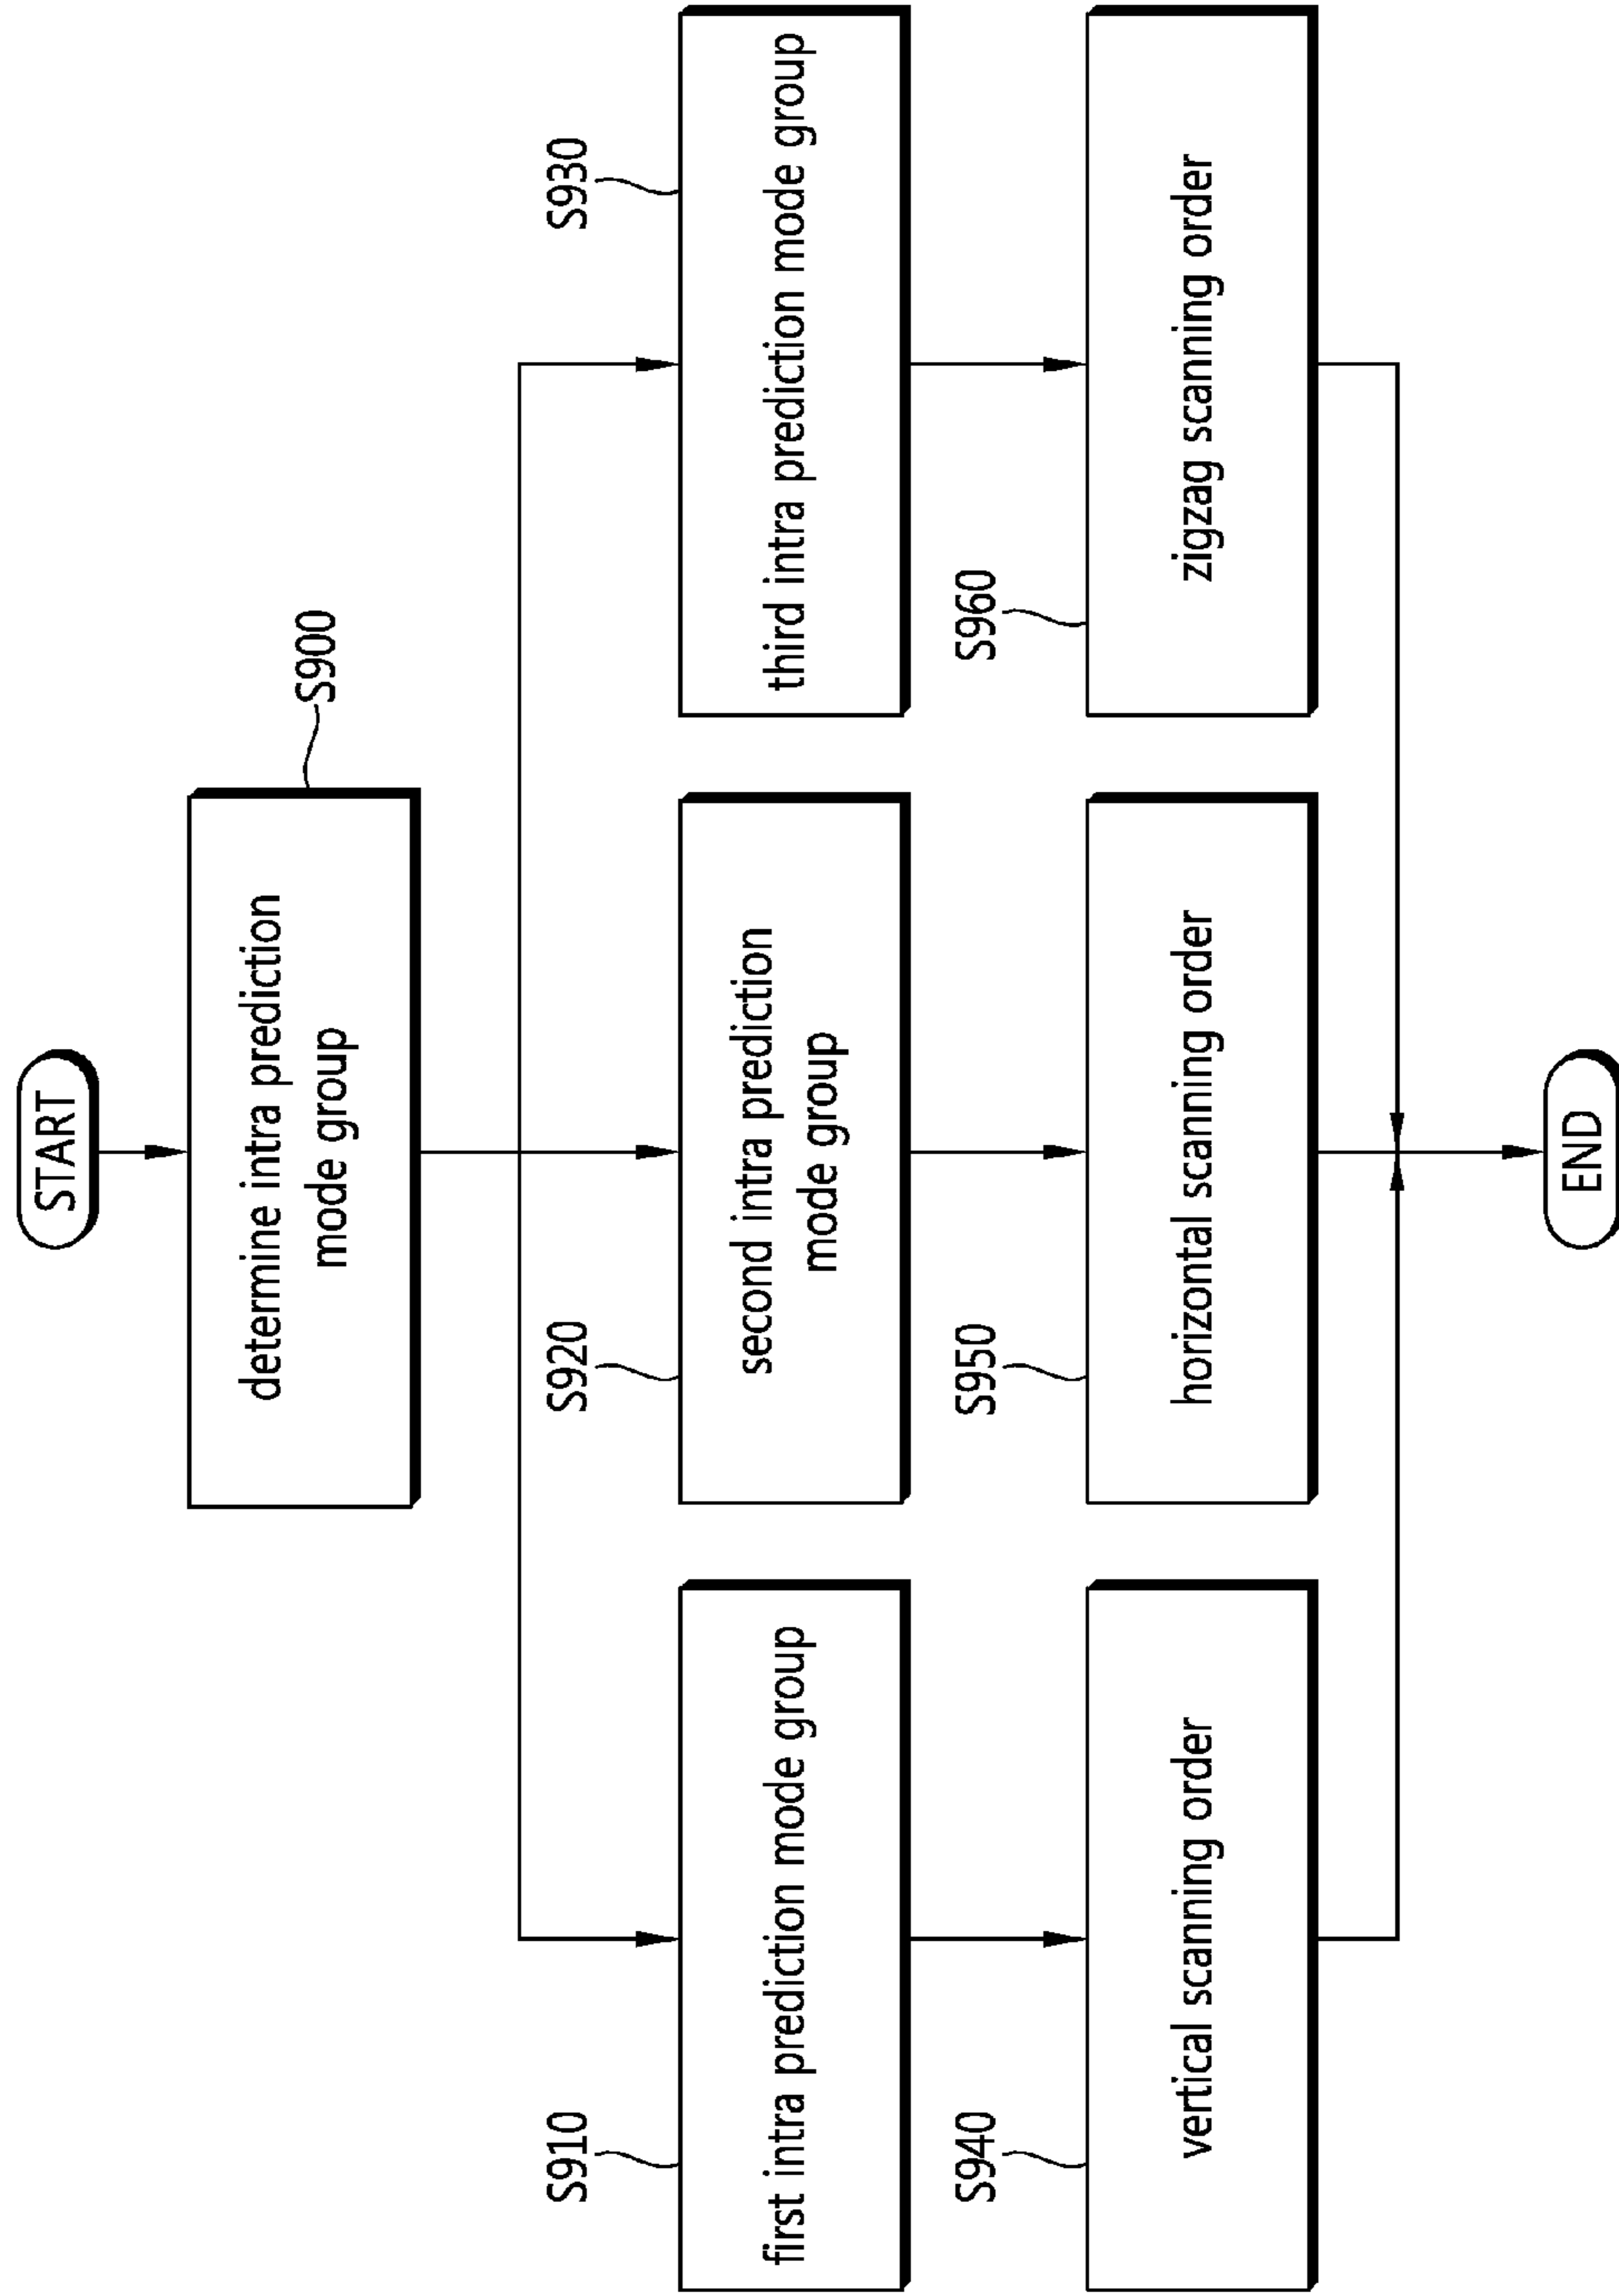 START
determine intra prediction
mode group
S900
S910
first intra prediction mode group
S920
second intra prediction
mode group
S930
third intra prediction mode group
S940
vertical scanning order
S950
horizontal scanning order
S960
zigzag scanning order
END